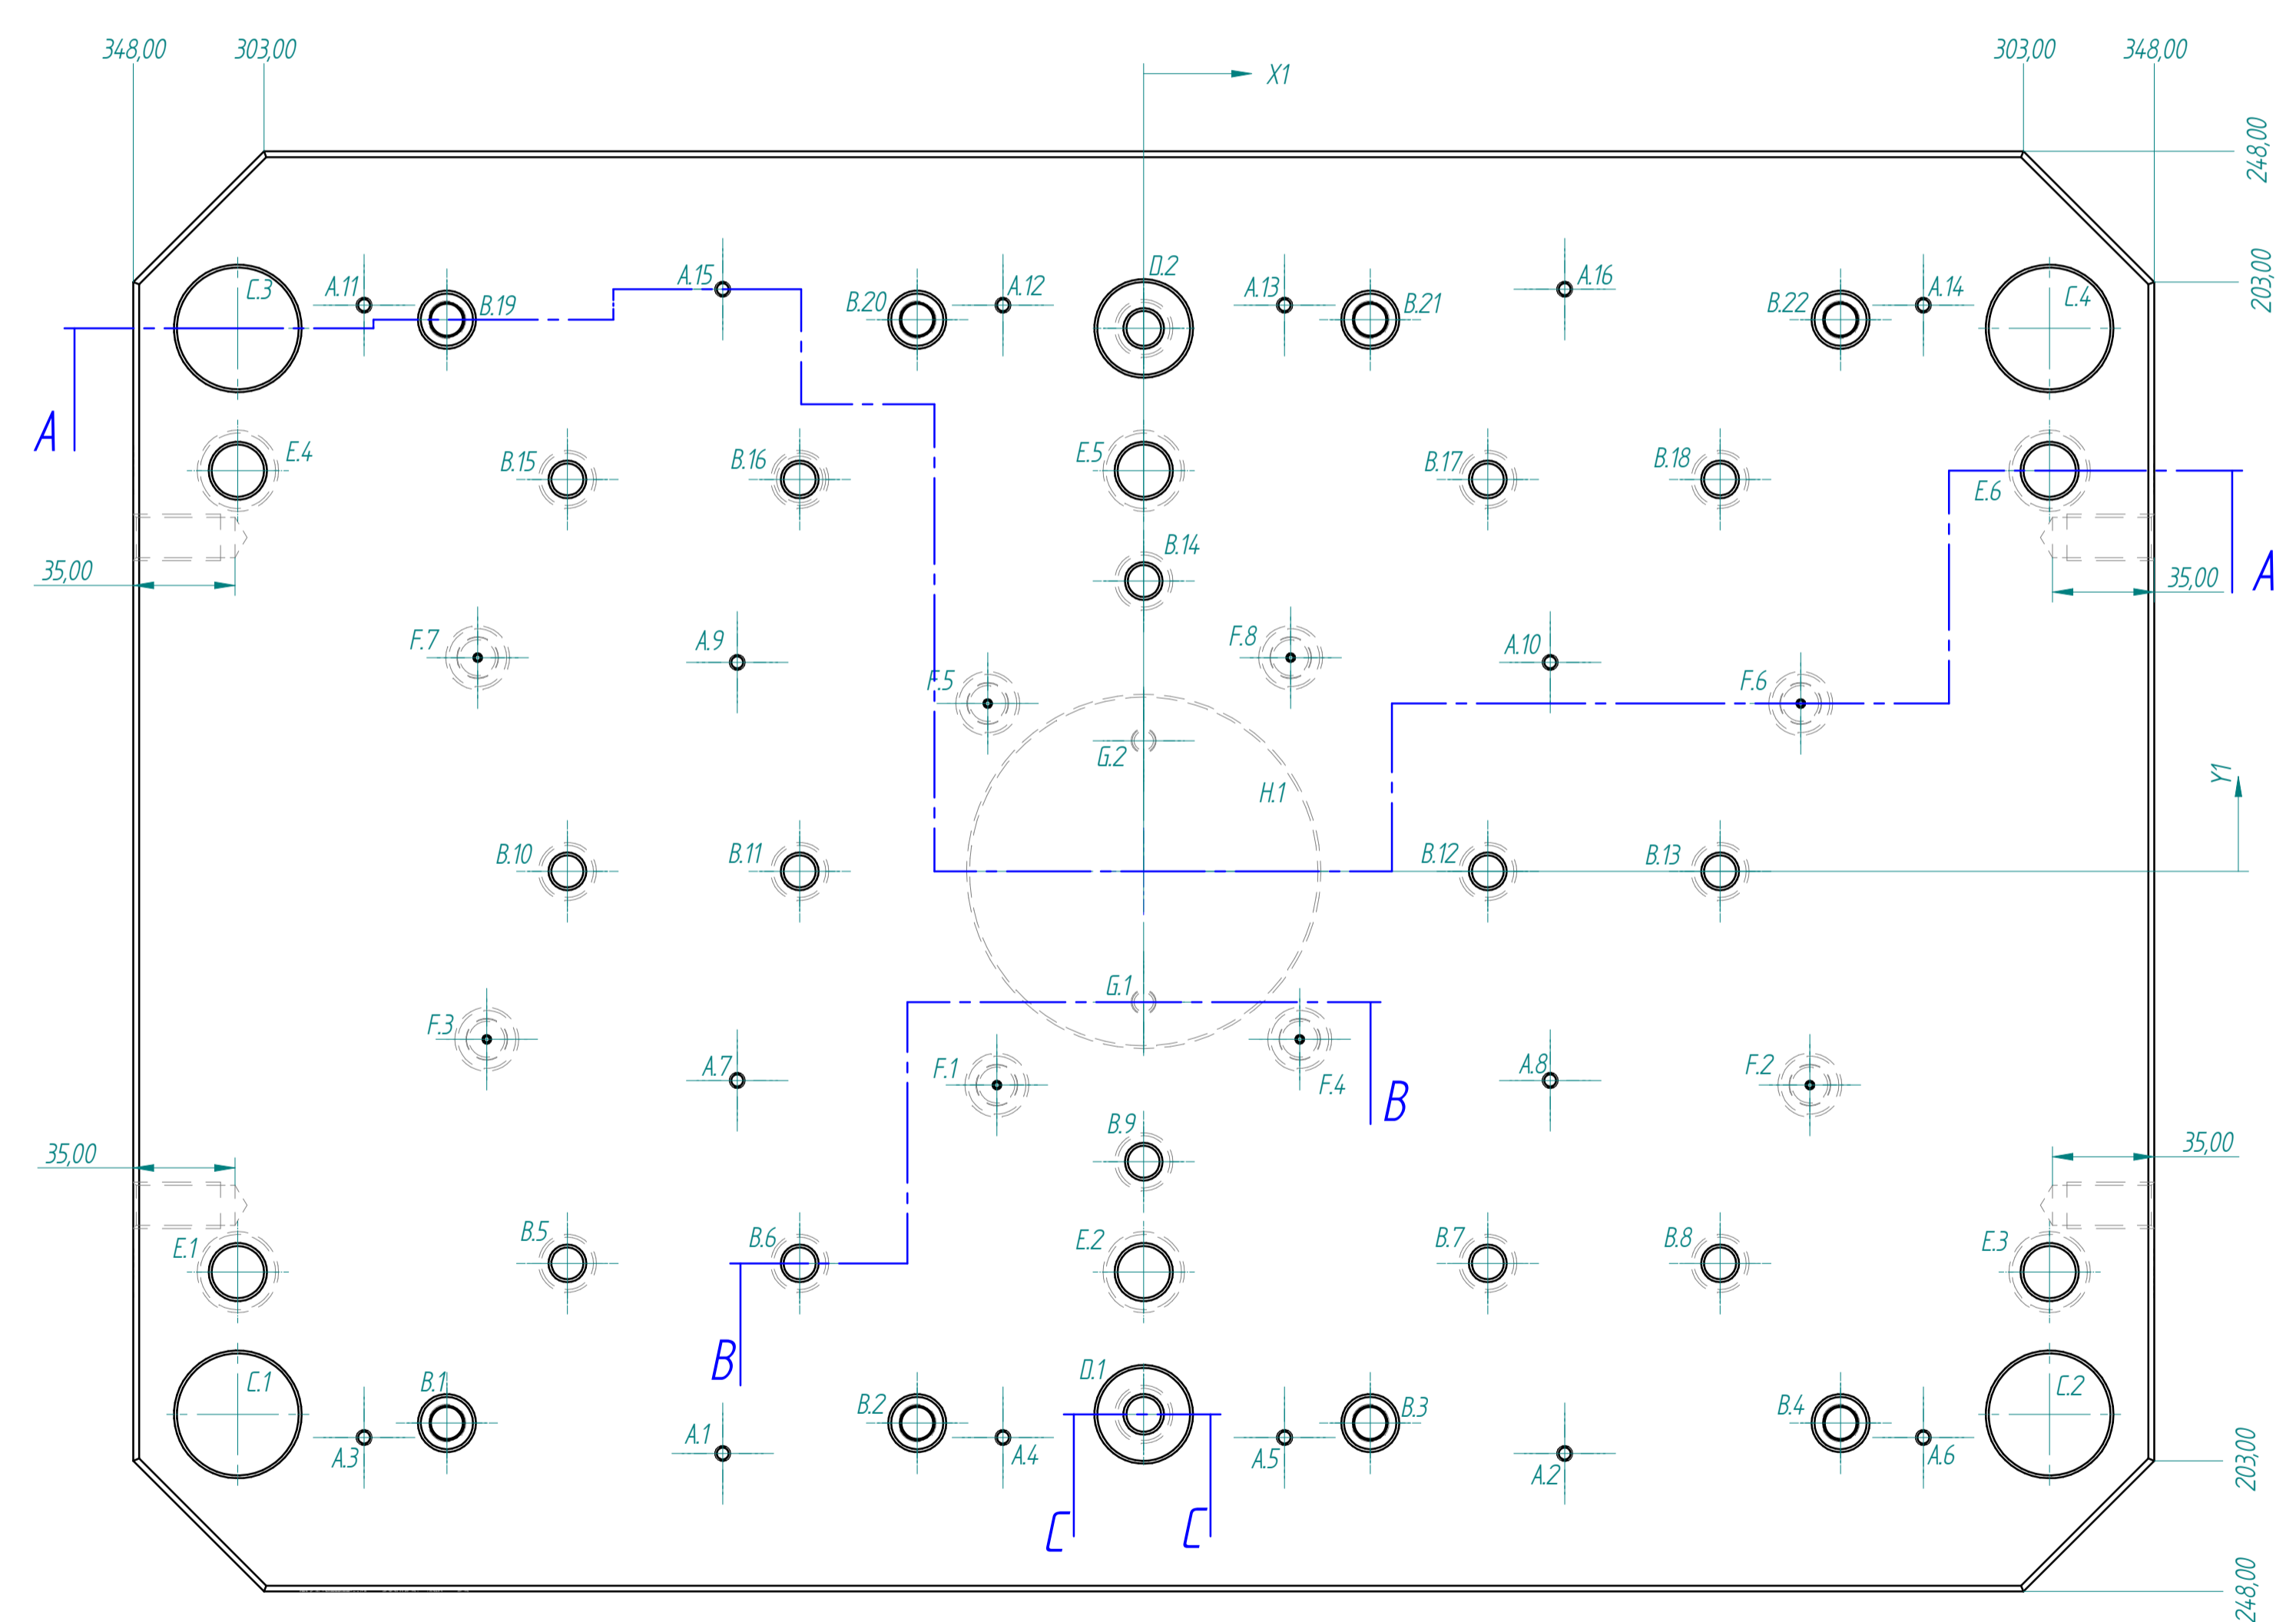 348,00 303,00 303,00 348,00
X1
248,00
203,00
D.2
C.3 A.11 A.15 A.12 A.13 A.16 A.14 C.4
B.19 B.20 B.21 B.22
A
E.4 B.15 B.16 E.5 B.17 B.18 E.6
B.14
35,00 35,00 A
F.7 A.9 F.8 A.10
F.5 F.6
G.2
H.1 Y1
B.10 B.11 B.12 B.13
G.1
F.3 A.7 F.1 F.4 A.8 F.2
B
B.9
35,00 35,00
E.1 B.5 B.6 E.2 B.7 B.8 E.3
B
C.1 B.1 D.1 C.2
B.2 B.3 B.4
A.3 A.1 A.4 A.5 A.2 A.6
203,00
C C
248,00